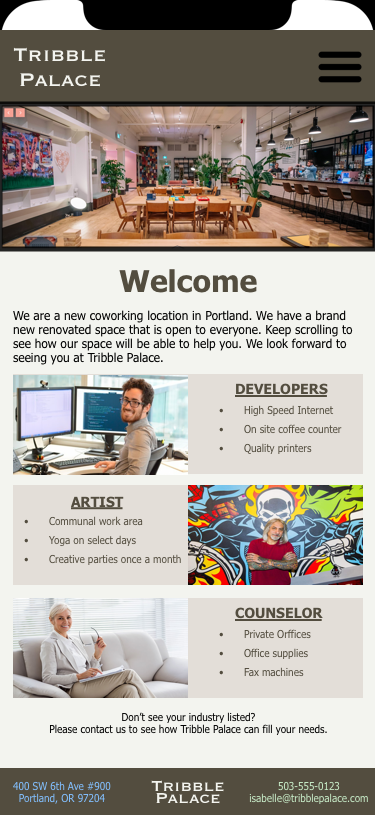 TRIBBLE
PALACE
Welcome
We are a new coworking location in Portland. We have a brand
new renovated space that is open to everyone. Keep scrolling to
see how our space will be able to help you. We look forward to
seeing you at Tribble Palace.
DEVELOPERS
• High Speed Internet
• On site coffee counter
• Quality printers
ARTIST
• Communal work area
• Yoga on select days
• Creative parties once a month
COUNSELOR
• Private Orffices
• Office supplies
• Fax machines
Don't see your industry listed?
Please contact us to see how Tribble Palace can fill your needs.
400 SW 6th Ave #900
Portland, OR 97204
TRIBBLE
PALACE
503-555-0123
isabelle@tribblepalace.com